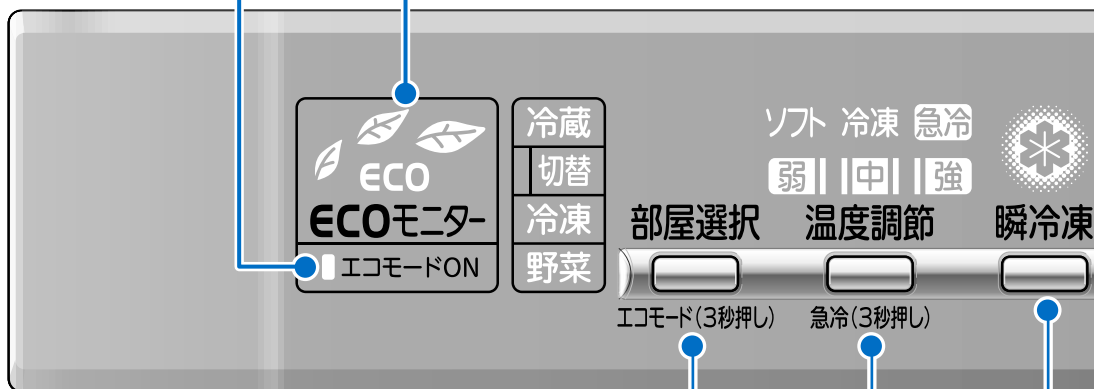 ECO
ECOモニター
エコモードON
冷蔵
切替
冷凍
野菜
ソフト 冷凍 急冷
弱 中 強
部屋選択 温度調節 瞬冷凍
エコモード(3秒押し) 急冷(3秒押し)